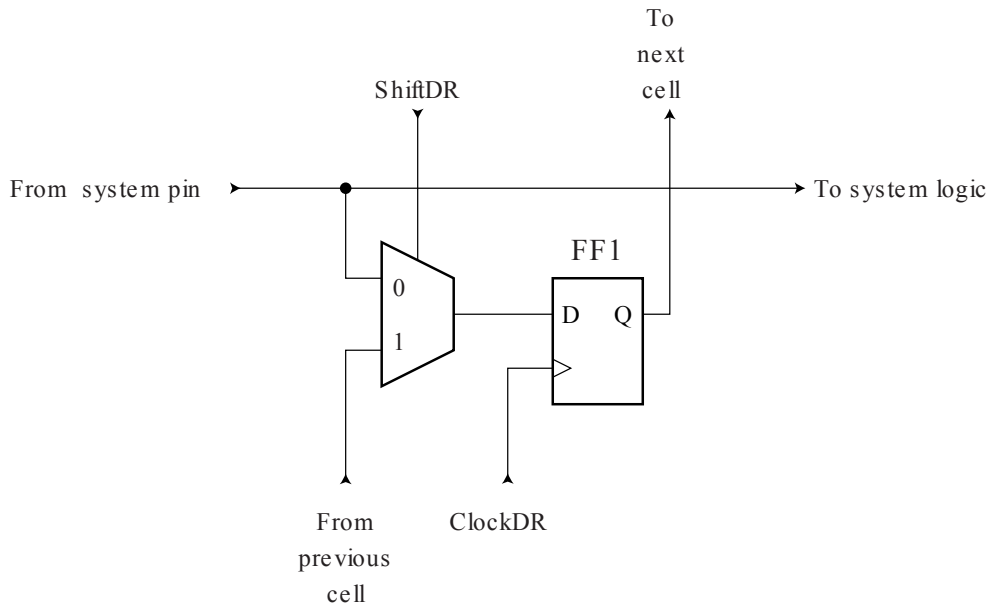 To
next
cell
ShiftDR
From system pin
To system logic
FF1
0
D Q
1
From
previous
cell
ClockDR